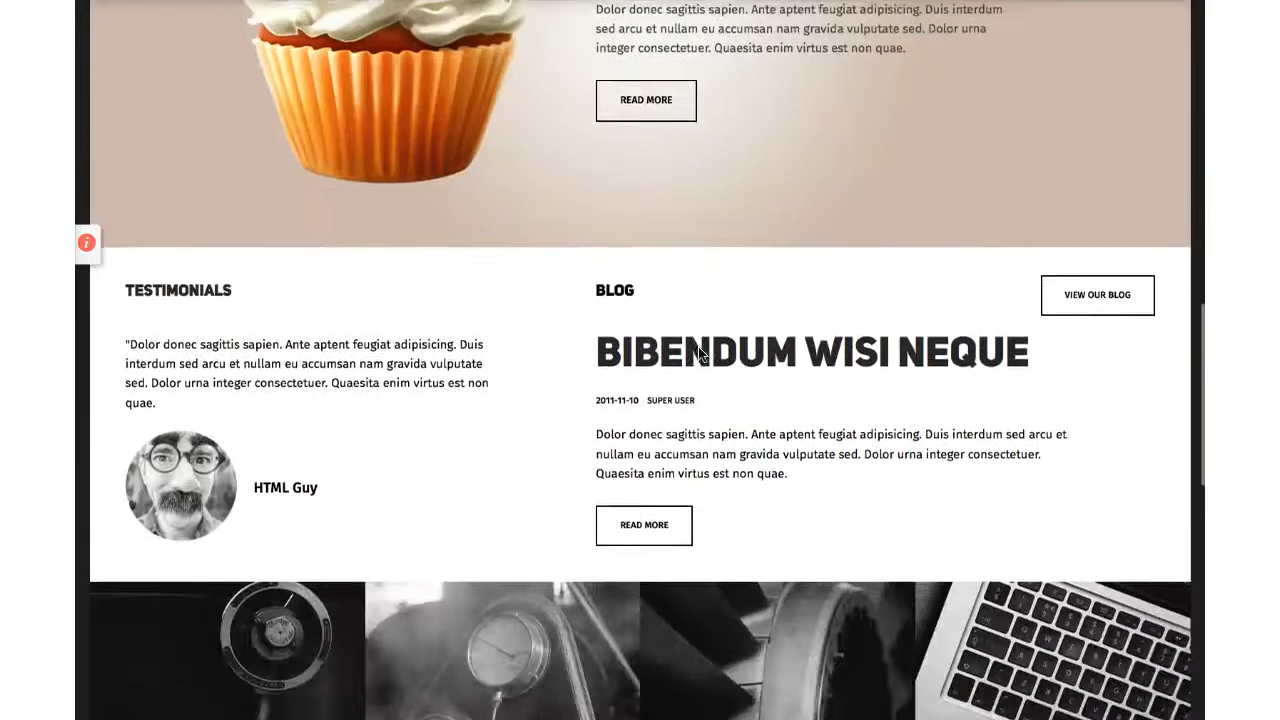 Dolor donec sagittis sapien. Ante aptent feugiat adipisicing. Duis interdum
sed arcu et nullam eu accumsan nam gravida vulputate sed. Dolor urna
integer consectetuer. Quaesita enim virtus est non quae.
READ MORE
i
TESTIMONIALS
"Dolor donec sagittis sapien. Ante aptent feugiat adipisicing. Duis
interdum sed arcu et nullam eu accumsan nam gravida vulputate
sed. Dolor urna integer consectetuer. Quaesita enim virtus est non
quae.
HTML Guy
BLOG
VIEW OUR BLOG
BIBENDUM WISI NEQUE
2011-11-10 SUPER USER
Dolor donec sagittis sapien. Ante aptent feugiat adipisicing. Duis interdum sed arcu et
nullam eu accumsan nam gravida vulputate sed. Dolor urna integer consectetuer.
Quaesita enim virtus est non quae.
READ MORE